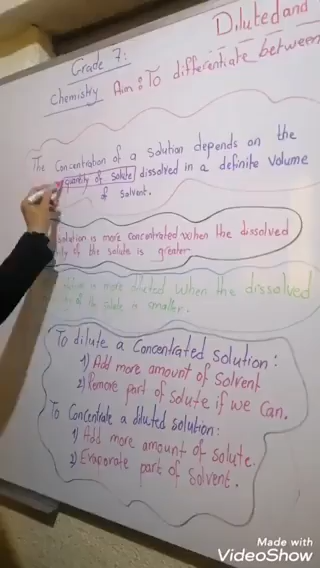 Diluted and
Grade 7:
Chemistry Aim: To differentiate between
The Concentration of a solution depends on the
quantity of solute dissolved in a definite volume
of solvent.
solution is more concentrated when the dissolved
of the solute is greater
is more diluted when the dissolved
of the solute is smaller.
To dilute a Concentrated solution:
1) Add more amount of solvent
2) Remove part of solute if we can.
To Concentrate a diluted solution:
1) Add more amount of solute.
2) Evaporate part of Solvent.
Made with
VideoShow